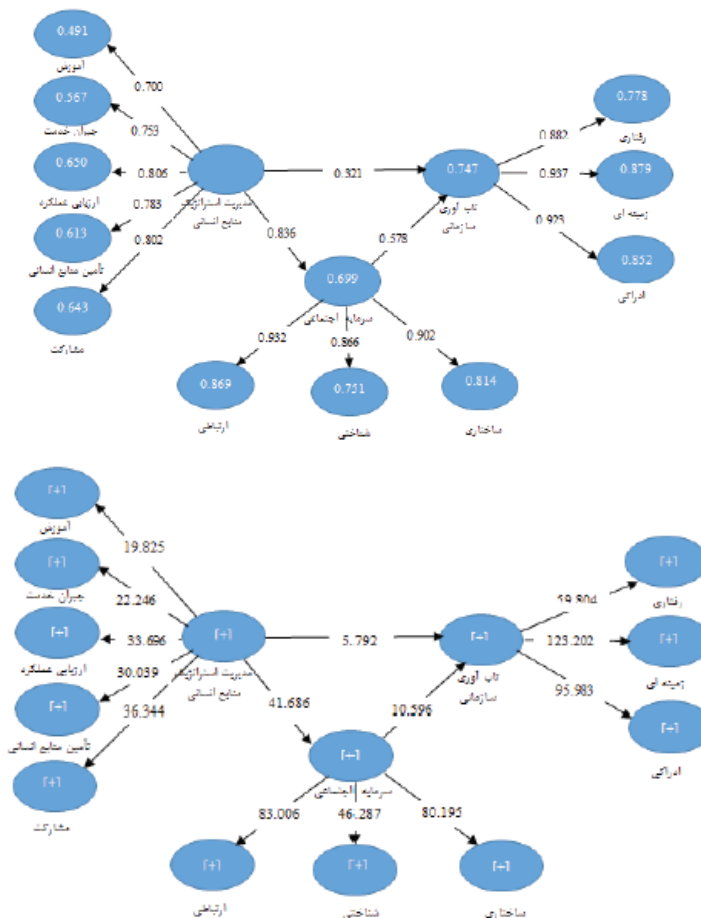 0.491
آموزش
0.700
0.567
جبران خدمت
0.753
0.650
ارزیابی عملکرد
0.806
0.613
تأمین منابع انسانی
0.783
0.643
مشارکت
0.802
مدیریت استراتژیک
منابع انسانی
0.321
0.836
0.747
تاب آوری
سازمانی
0.578
0.699
سرمایه اجتماعی
0.882
0.778
رفتاری
0.937
0.879
زمینه ای
0.923
0.852
ادراکی
0.932
0.866
0.902
0.869
ارتباطی
0.751
شناختی
0.814
ساختاری
[+]
آموزش
19.825
[+]
جبران خدمت
22.246
[+]
ارزیابی عملکرد
33.696
[+]
تأمین منابع انسانی
30.039
[+]
مشارکت
36.344
[+]
مدیریت استراتژیک
منابع انسانی
5.792
41.686
[+]
تاب آوری
سازمانی
10.596
[+]
سرمایه اجتماعی
59.804
[+]
رفتاری
123.202
[+]
زمینه ای
95.983
[+]
ادراکی
83.006
46.287
80.195
[+]
ارتباطی
[+]
شناختی
[+]
ساختاری